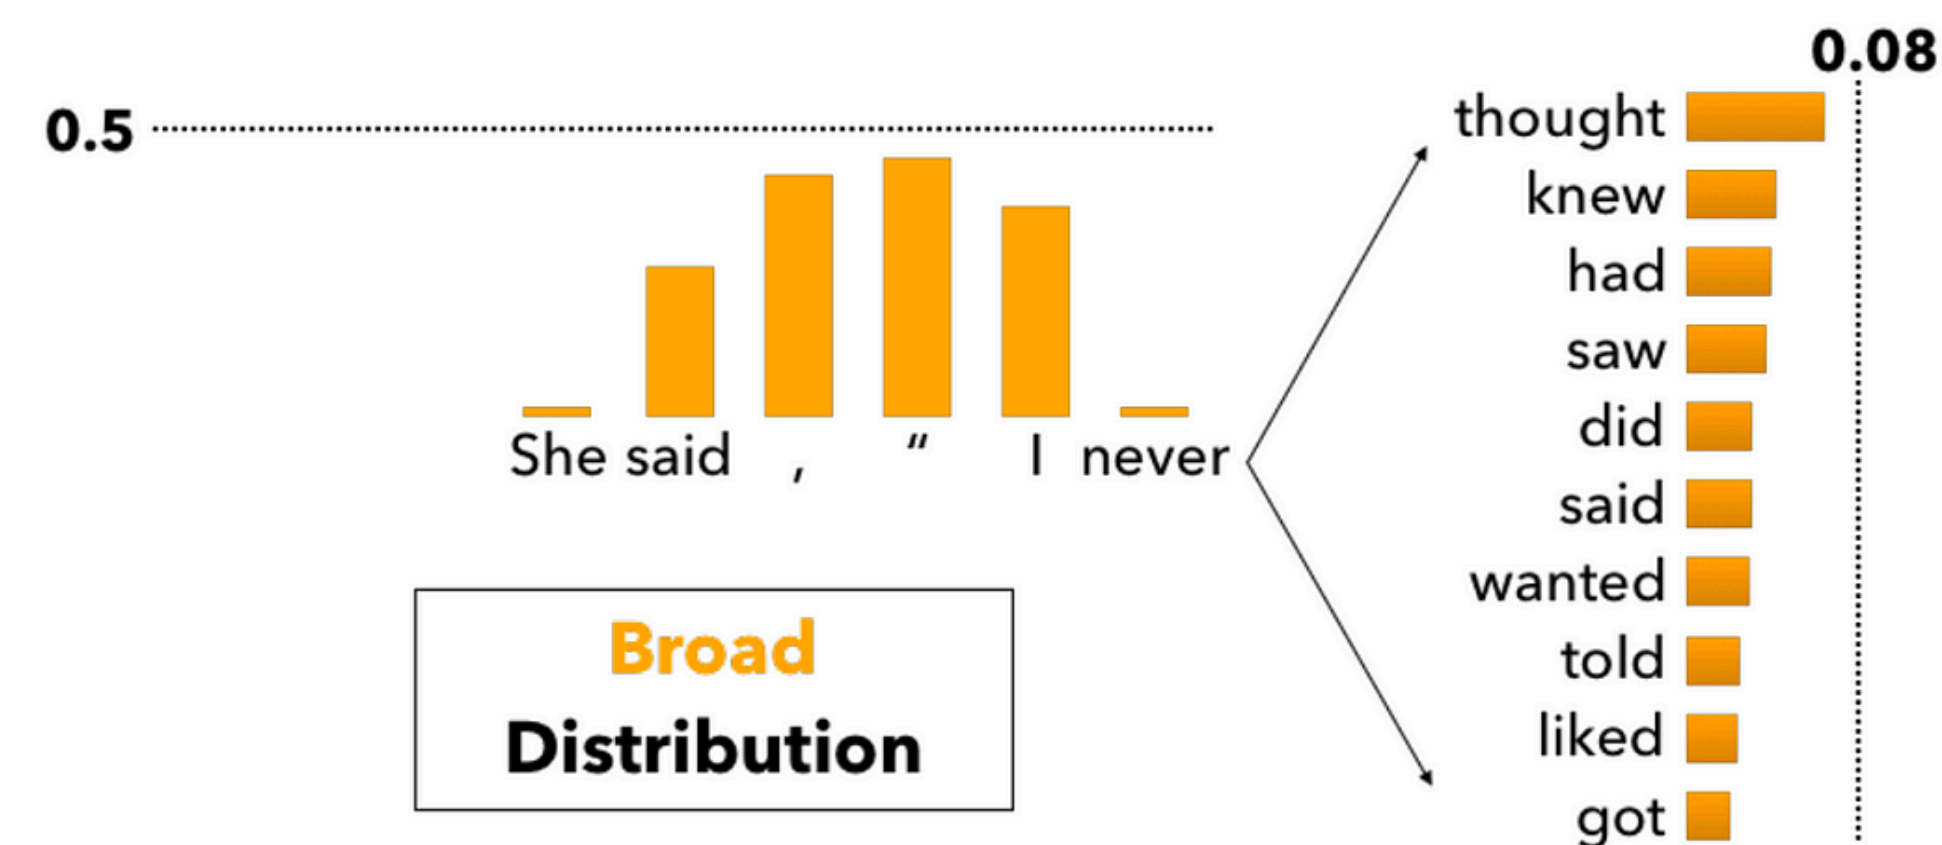 0.5
She said , “ I never
Broad
Distribution
0.08
thought
knew
had
saw
did
said
wanted
told
liked
got